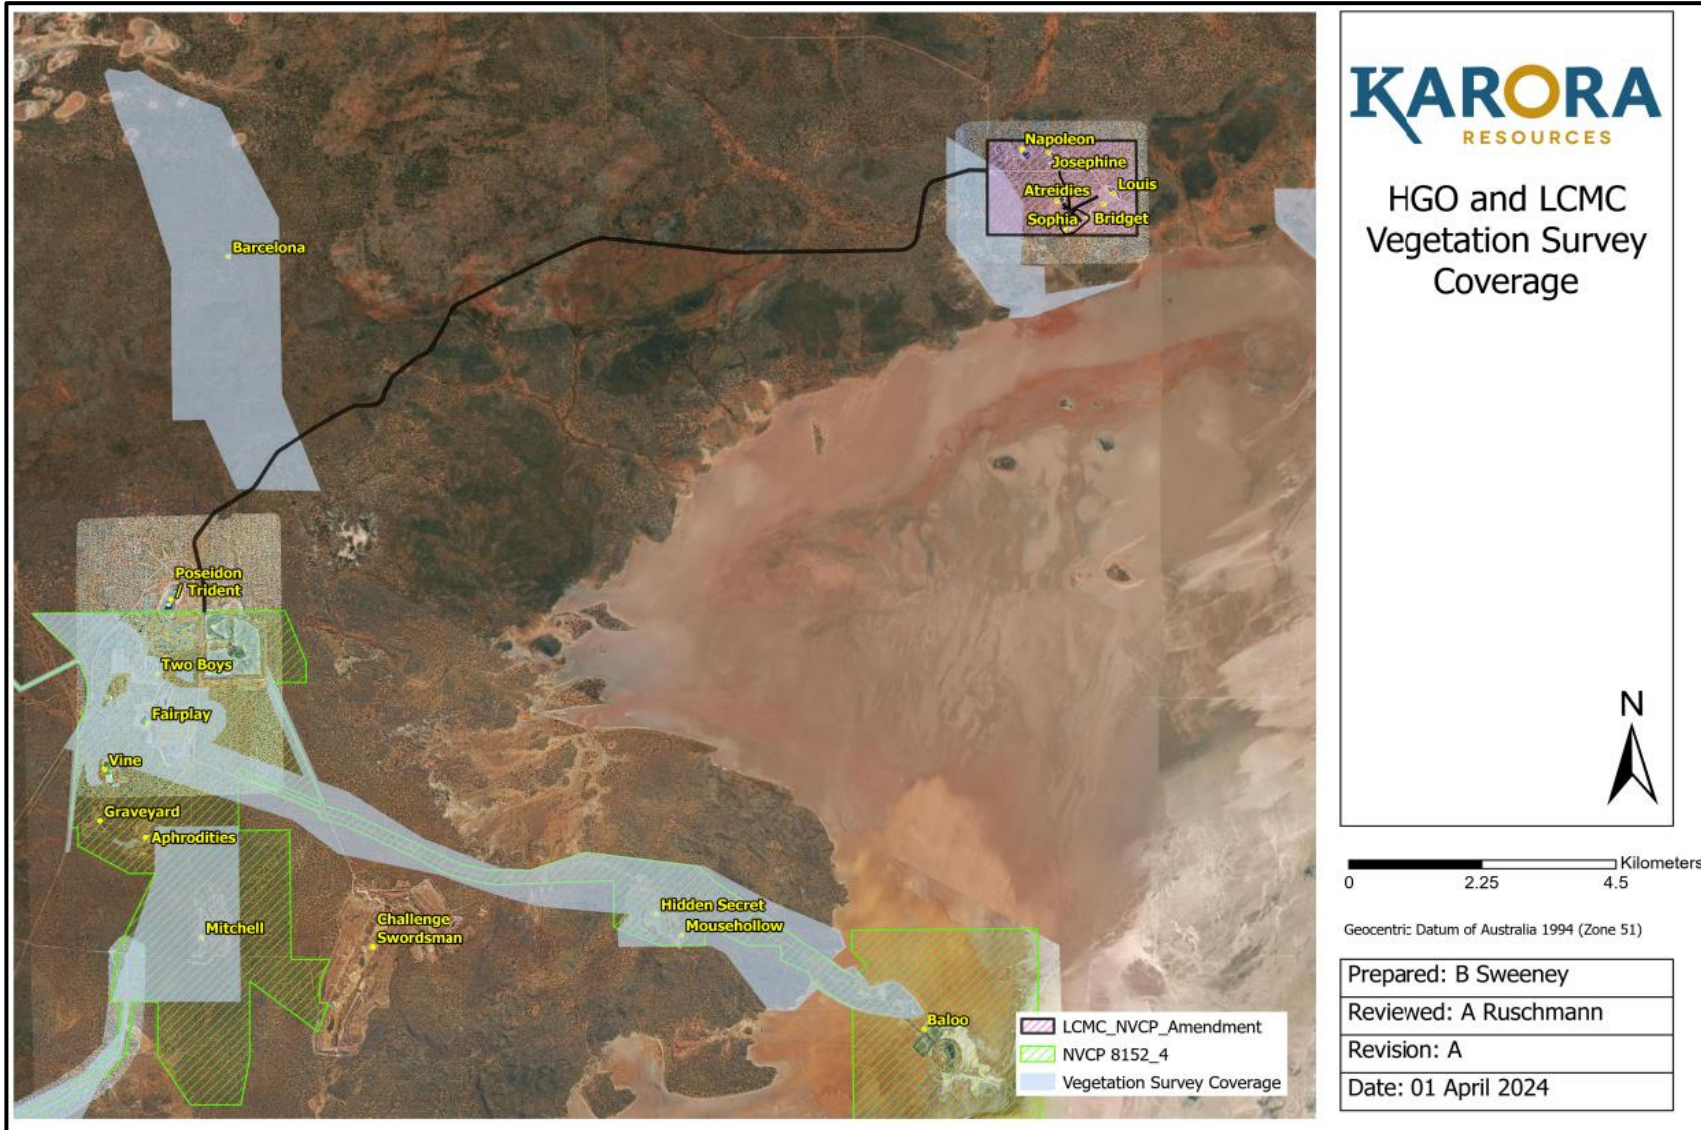 Napoleon
Josephine
Atreidies
Louis
Sophia
Bridget
Barcelona
Poseidon
/ Trident
Two Boys
Fairplay
Vine
Graveyard
Aphrodities
Mitchell
Challenge
Swordsman
Hidden Secret
Mousehollow
Baloo
LCMC_NVCP_Amendment
NVCP 8152_4
Vegetation Survey Coverage
KARORA
RESOURCES
HGO and LCMC
Vegetation Survey
Coverage
N
Kilometers
0 2.25 4.5
Geocentric Datum of Australia 1994 (Zone 51)
Prepared: B Sweeney
Reviewed: A Ruschmann
Revision: A
Date: 01 April 2024